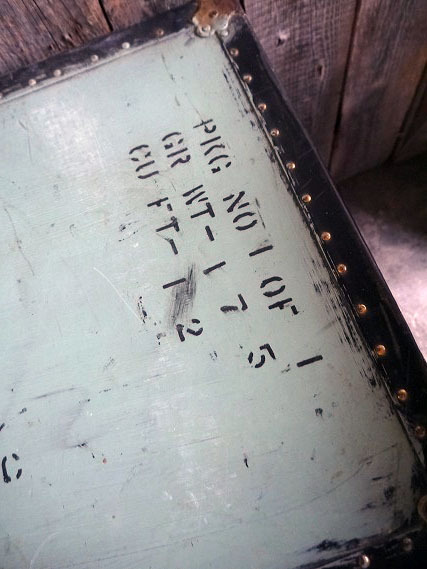 PKG NO 1 OF 1
GR WT-175
CU FT-12